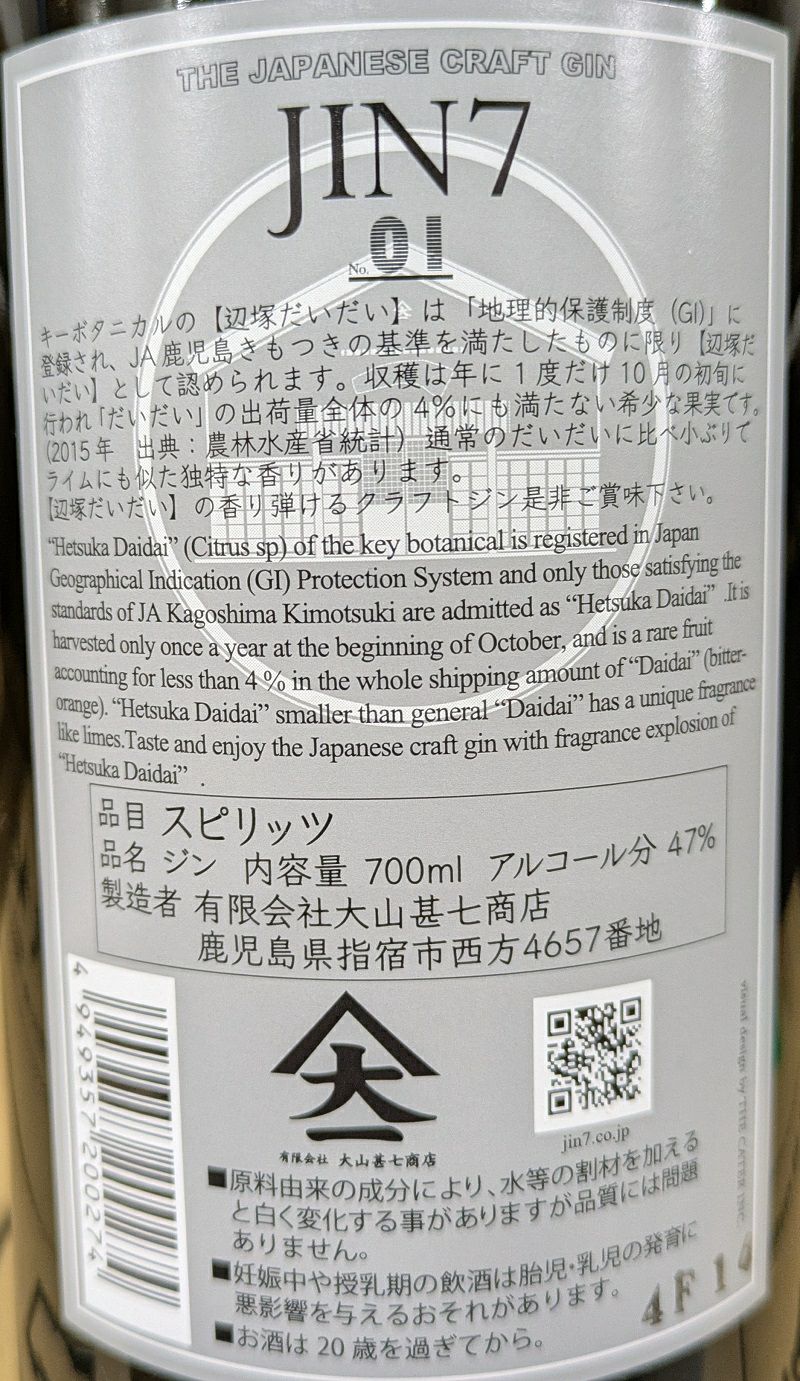 THE JAPANESE CRAFT GIN
JIN7
No. 01
キーボタニカルの【辺塚だいだい】は「地理的保護制度（GI）」に
登録され、JA鹿児島きもつきの基準を満たしたものに限り【辺塚だ
いだい】として認められます。収穫は年に1度だけ10月の初旬に
行われ「だいだい」の出荷量全体の4%にも満たない希少な果実です。
(2015年 出典：農林水産省統計) 通常のだいだいに比べ小ぶりで
ライムにも似た独特な香りがあります。
【辺塚だいだい】の香り弾けるクラフトジン是非ご賞味下さい。
“Hetsuka Daidai” (Citrus sp) of the key botanical is registered in Japan
Geographical Indication (GI) Protection System and only those satisfying the
standards of JA Kagoshima Kimotsuki are admitted as “Hetsuka Daidai” .It is
harvested only once a year at the beginning of October, and is a rare fruit
accounting for less than 4 % in the whole shipping amount of “Daidai” (bitter-
orange). “Hetsuka Daidai” smaller than general “Daidai” has a unique fragrance
like limes.Taste and enjoy the Japanese craft gin with fragrance explosion of
“Hetsuka Daidai” .
品目 スピリッツ
品名 ジン 内容量 700ml アルコール分 47%
製造者 有限会社大山甚七商店
鹿児島県指宿市西方4657番地
4949357200274
大
有限会社 大山甚七商店
jin7.co.jp
visual design by THE CATER INC.
■原料由来の成分により、水等の割材を加える
と白く変化する事がありますが品質には問題
ありません。
■妊娠中や授乳期の飲酒は胎児・乳児の発育に
悪影響を与えるおそれがあります。
■お酒は20歳を過ぎてから。
4F14